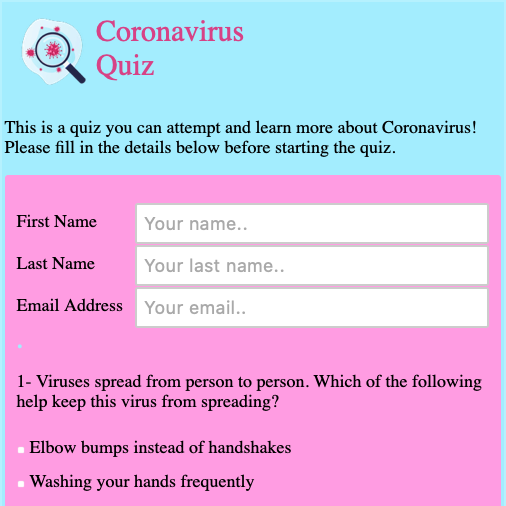 Coronavirus
Quiz
This is a quiz you can attempt and learn more about Coronavirus!
Please fill in the details below before starting the quiz.
First Name
Your name..
Last Name
Your last name..
Email Address
Your email..
.
1- Viruses spread from person to person. Which of the following
help keep this virus from spreading?
Elbow bumps instead of handshakes
Washing your hands frequently